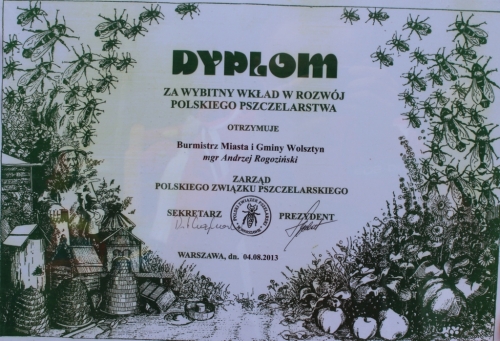 DYPLOM
ZA WYBITNY WKŁAD W ROZWÓJ
POLSKIEGO PSZCZELARSTWA
OTRZYMUJE
Burmistrz Miasta i Gminy Wolsztyn
mgr Andrzej Rogoziński
ZARZĄD
POLSKIEGO ZWIĄZKU PSZCZELARSKIEGO
SEKRETARZ PREZYDENT
WARSZAWA, dn. 04.08.2013